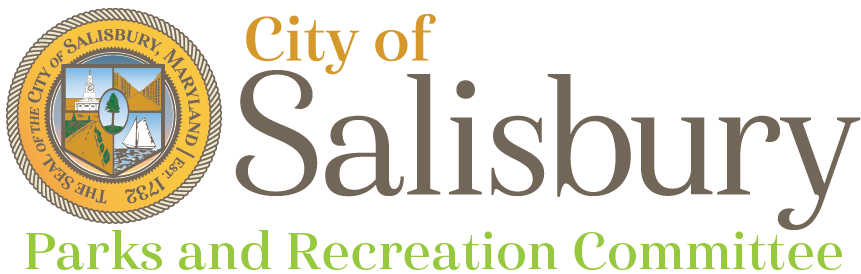 THE SEAL OF THE CITY OF SALISBURY, MARYLAND | EST. 1732
City of
Salisbury
Parks and Recreation Committee